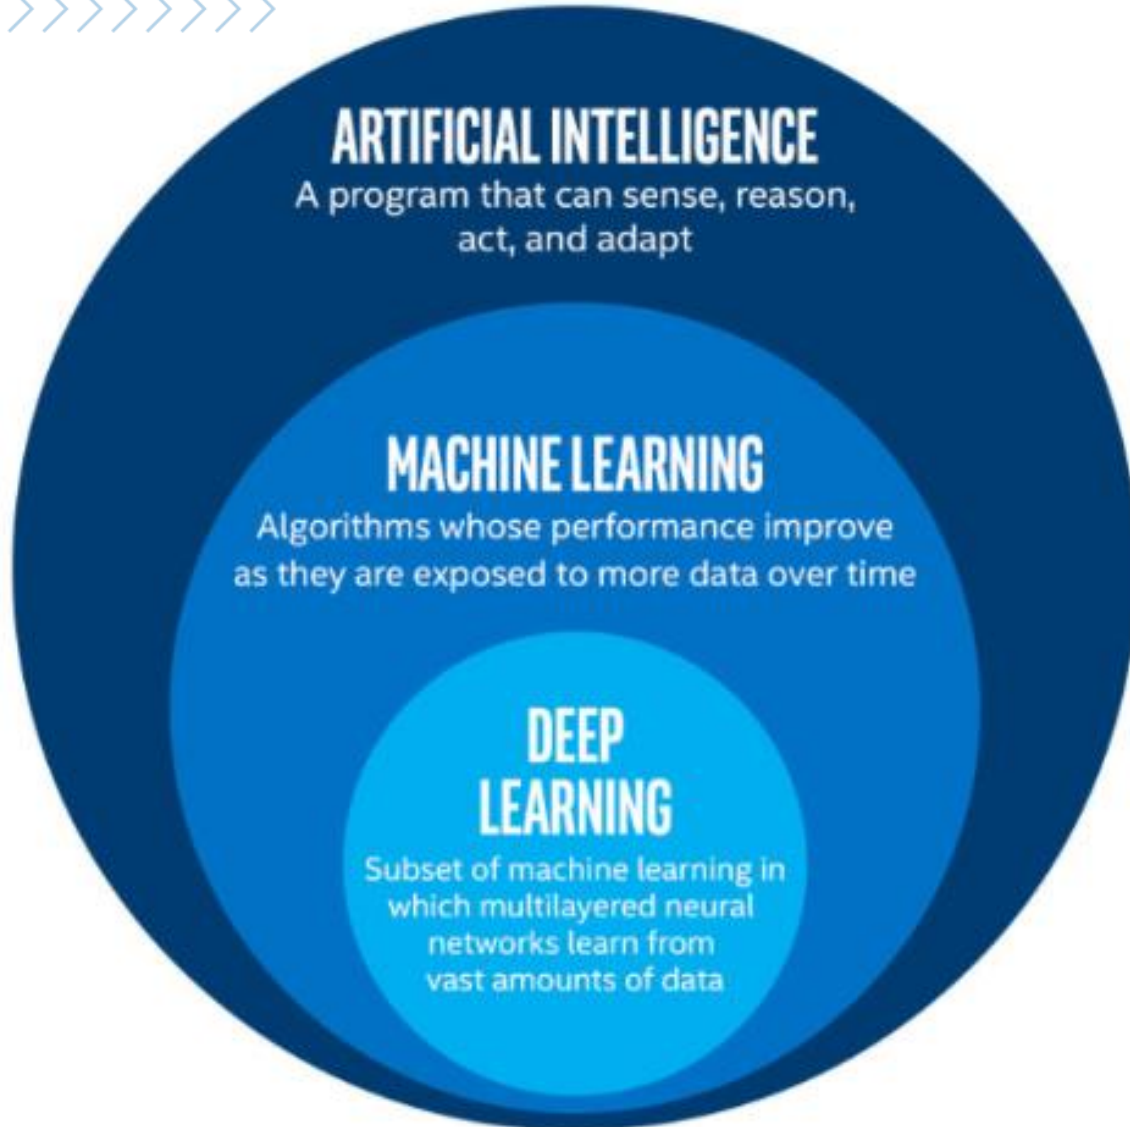 ARTIFICIAL INTELLIGENCE
A program that can sense, reason,
act, and adapt
MACHINE LEARNING
Algorithms whose performance improve
as they are exposed to more data over time
DEEP
LEARNING
Subset of machine learning in
which multilayered neural
networks learn from
vast amounts of data